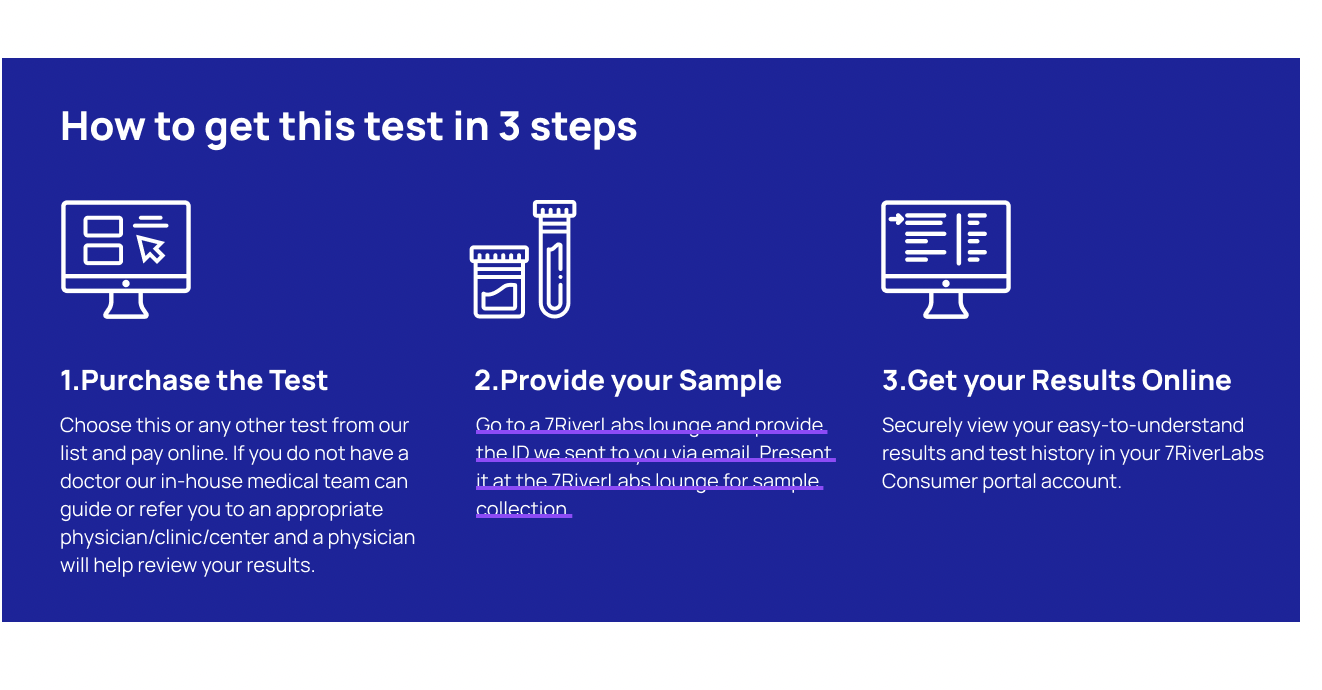 How to get this test in 3 steps
1.Purchase the Test
Choose this or any other test from our
list and pay online. If you do not have a
doctor our in-house medical team can
guide or refer you to an appropriate
physician/clinic/center and a physician
will help review your results.
2.Provide your Sample
Go to a 7RiverLabs lounge and provide
the ID we sent to you via email. Present
it at the 7RiverLabs lounge for sample
collection.
3.Get your Results Online
Securely view your easy-to-understand
results and test history in your 7RiverLabs
Consumer portal account.